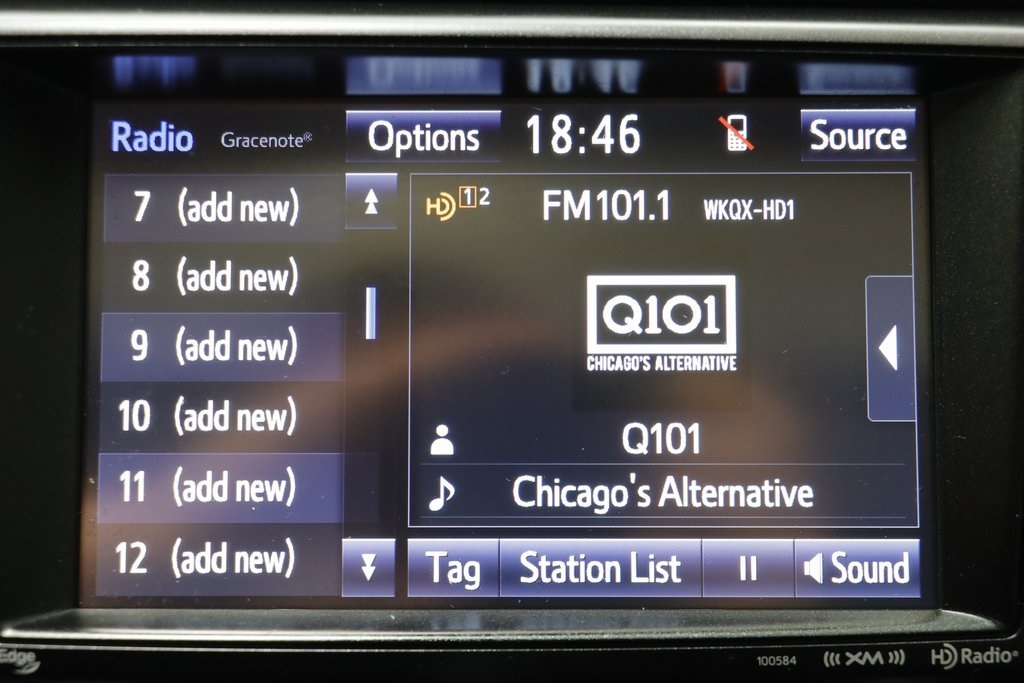 Radio Gracenote® Options 18:46 Source
7 (add new)
8 (add new)
9 (add new)
10 (add new)
11 (add new)
12 (add new)
HD 1 2 FM101.1 WKQX-HD1
Q101
CHICAGO'S ALTERNATIVE
Q101
Chicago's Alternative
Tag Station List Sound
Edge 100584 ((( XM ))) HD Radio®